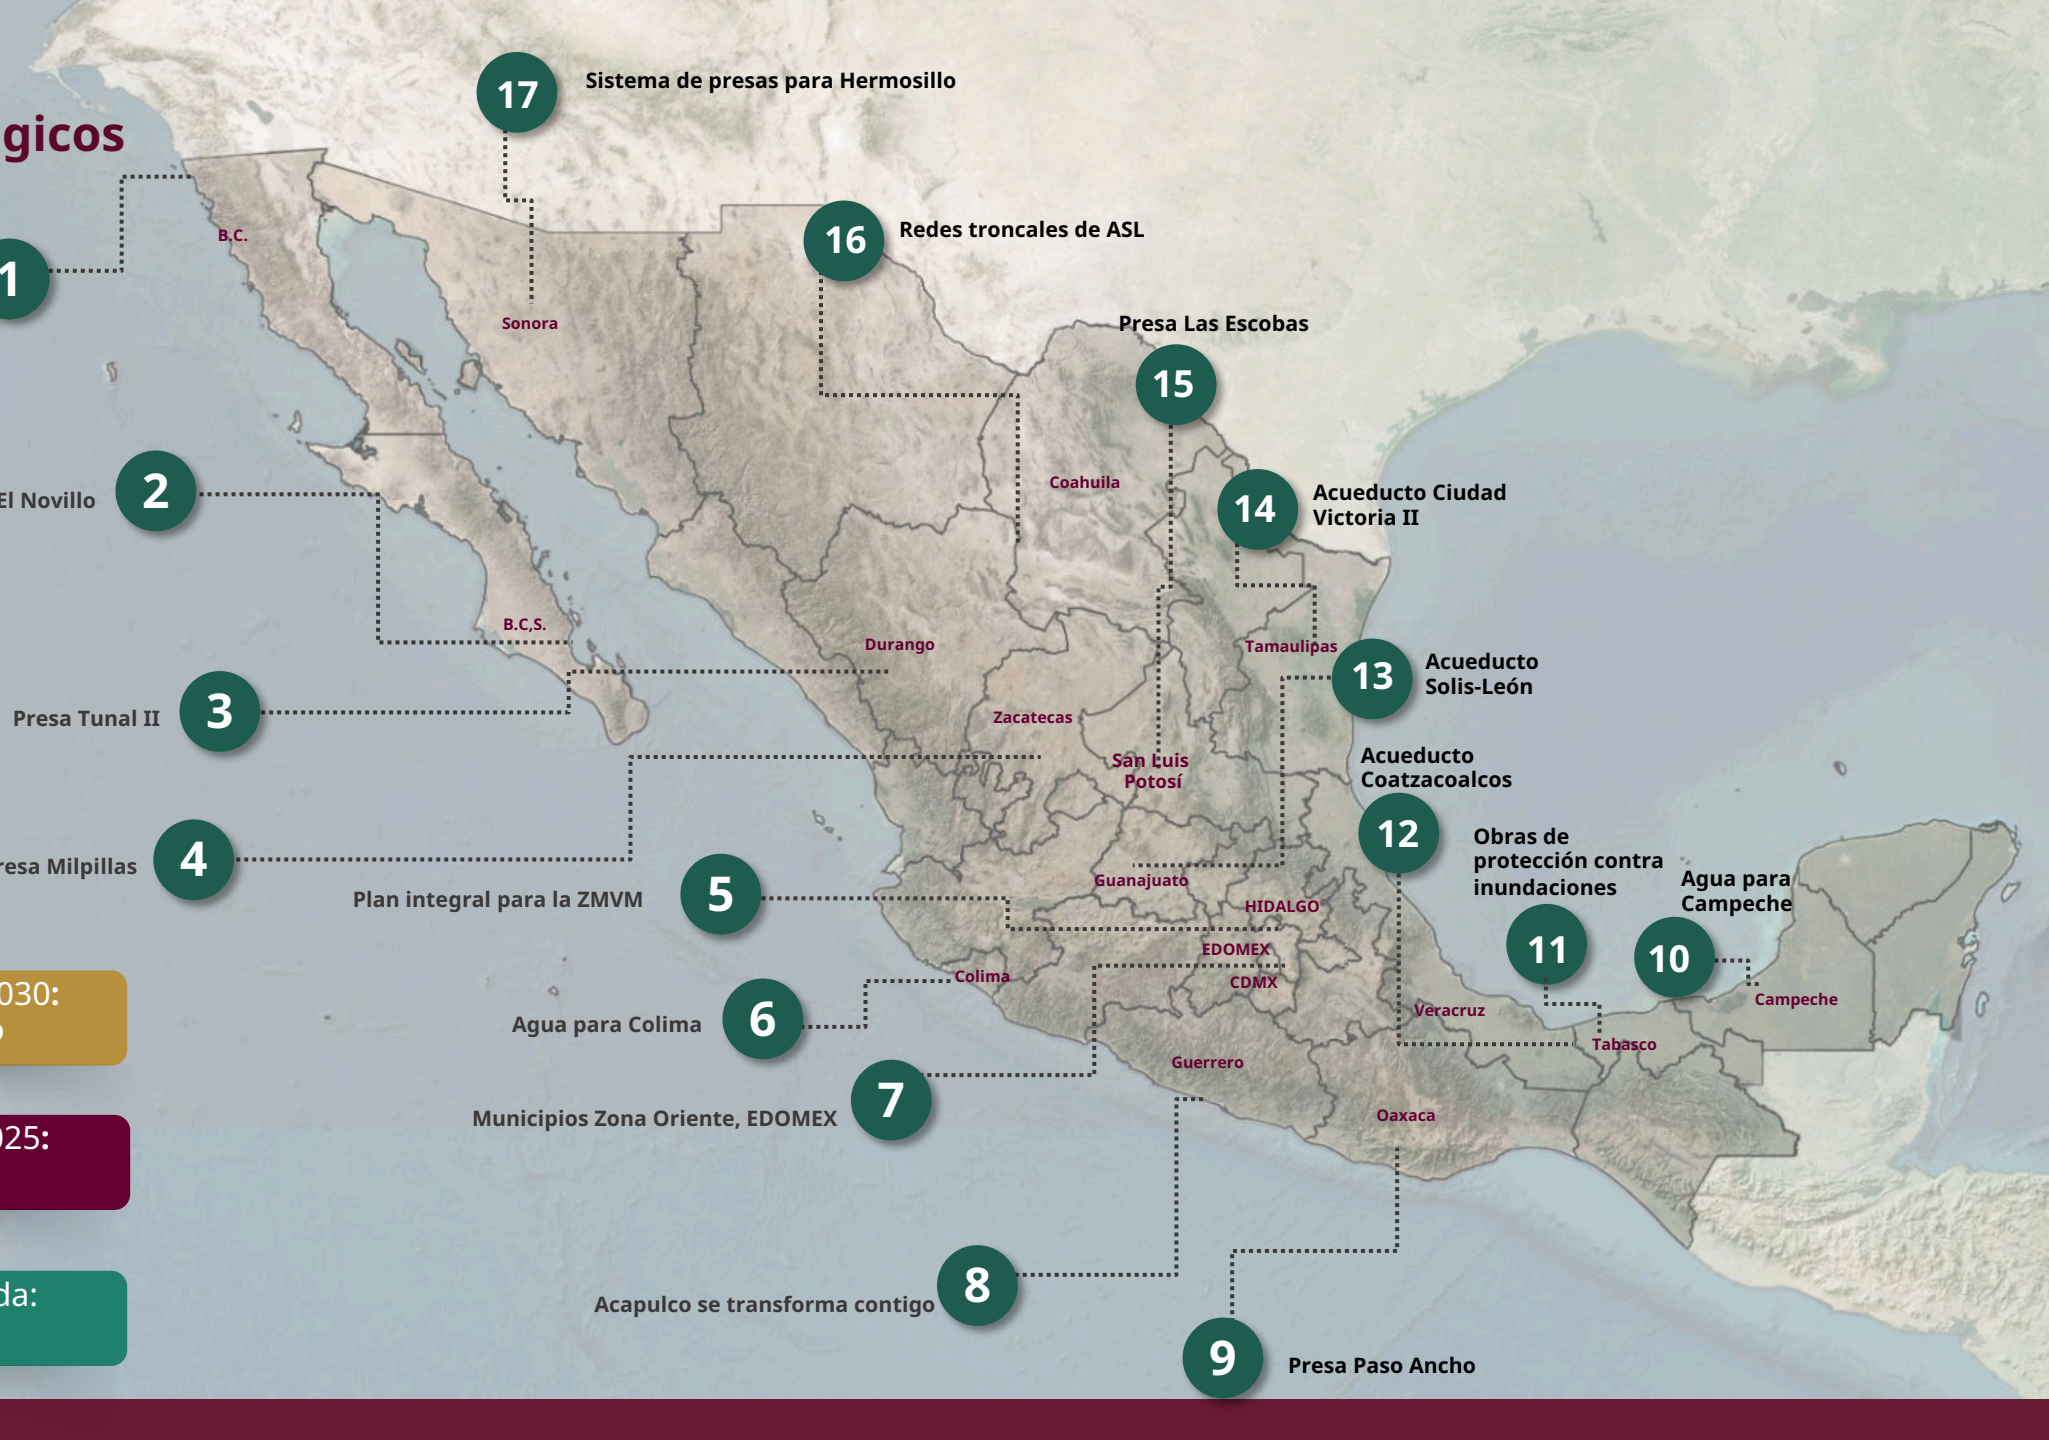 gicos
17
Sistema de presas para Hermosillo
16
Redes troncales de ASL
B.C.
1
Sonora
Presa Las Escobas
15
2
El Novillo
Coahuila
14
Acueducto Ciudad
Victoria II
B.C,S.
Durango
Tamaulipas
13
Acueducto
Solis-León
3
Presa Tunal II
Zacatecas
San Luis
Potosí
Acueducto
Coatzacoalcos
12
4
resa Milpillas
Obras de
protección contra
inundaciones
11
Agua para
Campeche
10
5
Plan integral para la ZMVM
Guanajuato
HIDALGO
EDOMEX
CDMX
Colima
Campeche
Veracruz
Tabasco
6
Agua para Colima
Guerrero
Oaxaca
7
Municipios Zona Oriente, EDOMEX
030:
o
025:
da:
8
Acapulco se transforma contigo
9
Presa Paso Ancho